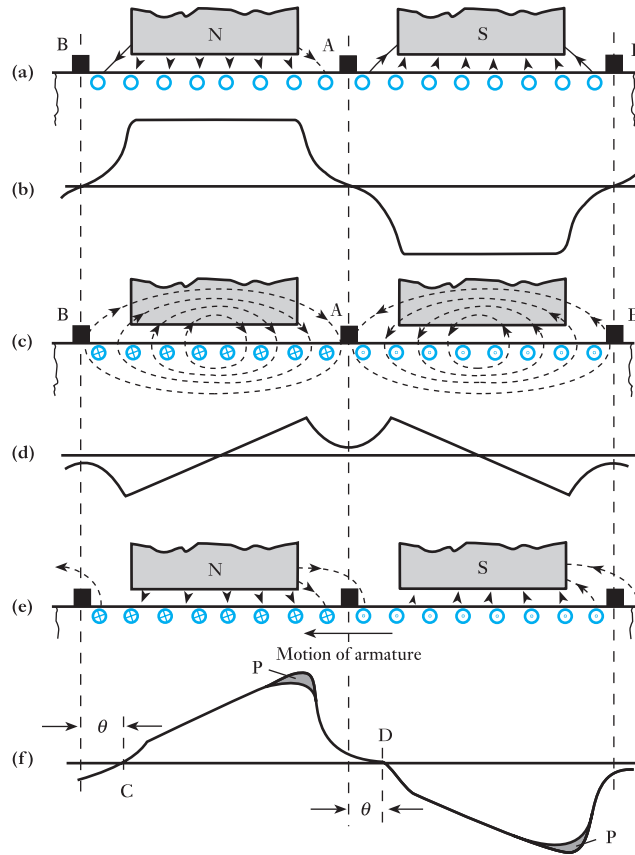 B N A S
(a)
(b)
B A B
(c)
(d)
N S
(e)
Motion of armature
P
θ D
(f)
C θ
P